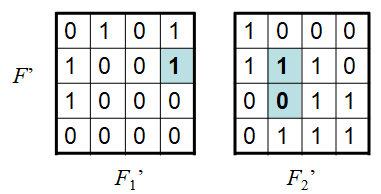 0 1 0 1 1 0 0 0
F’ 1 0 0 1 1 1 1 0
1 0 0 0 0 0 1 1
0 0 0 0 0 1 1 1
F1’ F2’